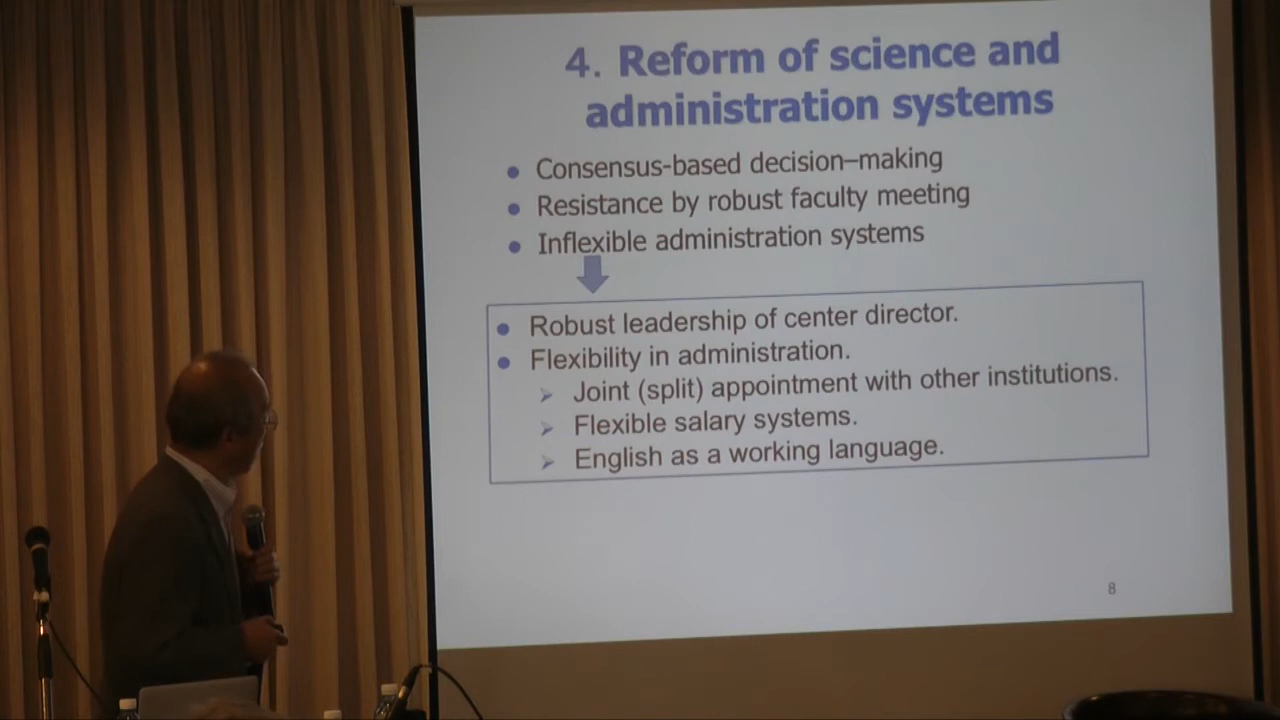 4. Reform of science and
administration systems
• Consensus-based decision–making
• Resistance by robust faculty meeting
• Inflexible administration systems
• Robust leadership of center director.
• Flexibility in administration.
➢ Joint (split) appointment with other institutions.
➢ Flexible salary systems.
➢ English as a working language.
8